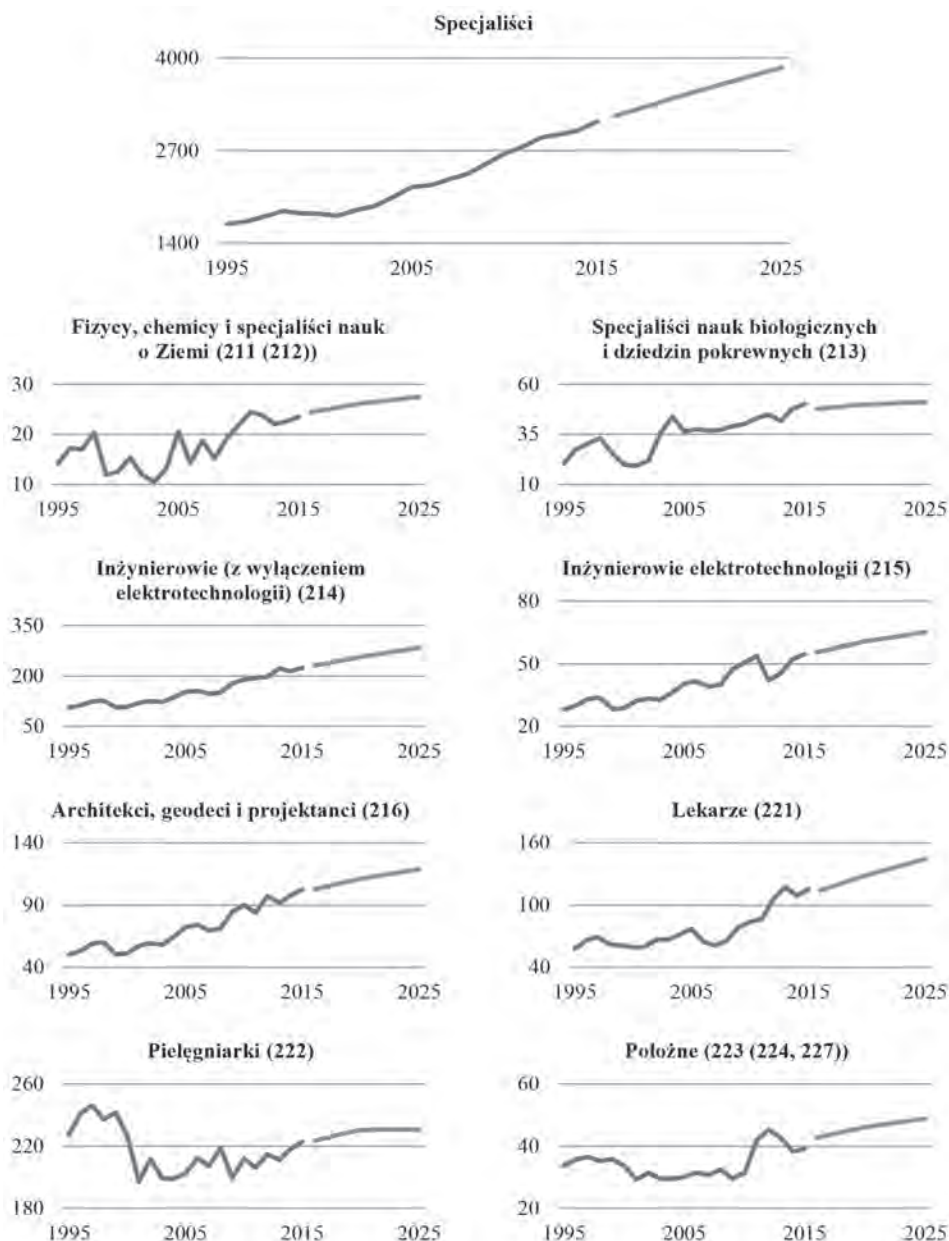 Specjaliści
4000
2700
1400
1995 2005 2015 2025
Fizycy, chemicy i specjaliści nauk
o Ziemi (211 (212))
30
20
10
1995 2005 2015 2025
Specjaliści nauk biologicznych
i dziedzin pokrewnych (213)
60
35
10
1995 2005 2015 2025
Inżynierowie (z wyłączeniem
elektrotechnologii) (214)
350
200
50
1995 2005 2015 2025
Inżynierowie elektrotechnologii (215)
80
50
20
1995 2005 2015 2025
Architekci, geodeci i projektanci (216)
140
90
40
1995 2005 2015 2025
Lekarze (221)
160
100
40
1995 2005 2015 2025
Pielęgniarki (222)
260
220
180
1995 2005 2015 2025
Położne (223 (224, 227))
60
40
20
1995 2005 2015 2025